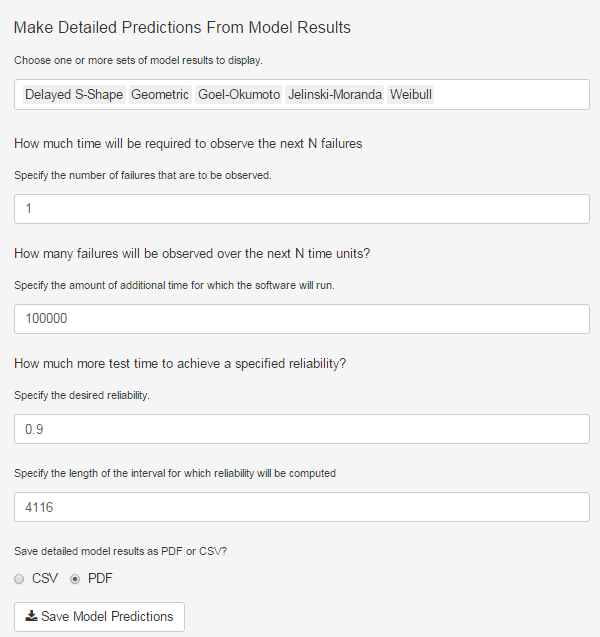 Make Detailed Predictions From Model Results
Choose one or more sets of model results to display.
Delayed S-Shape Geometric Goel-Okumoto Jelinski-Moranda Weibull
How much time will be required to observe the next N failures
Specify the number of failures that are to be observed.
1
How many failures will be observed over the next N time units?
Specify the amount of additional time for which the software will run.
100000
How much more test time to achieve a specified reliability?
Specify the desired reliability.
0.9
Specify the length of the interval for which reliability will be computed
4116
Save detailed model results as PDF or CSV?
CSV PDF
Save Model Predictions